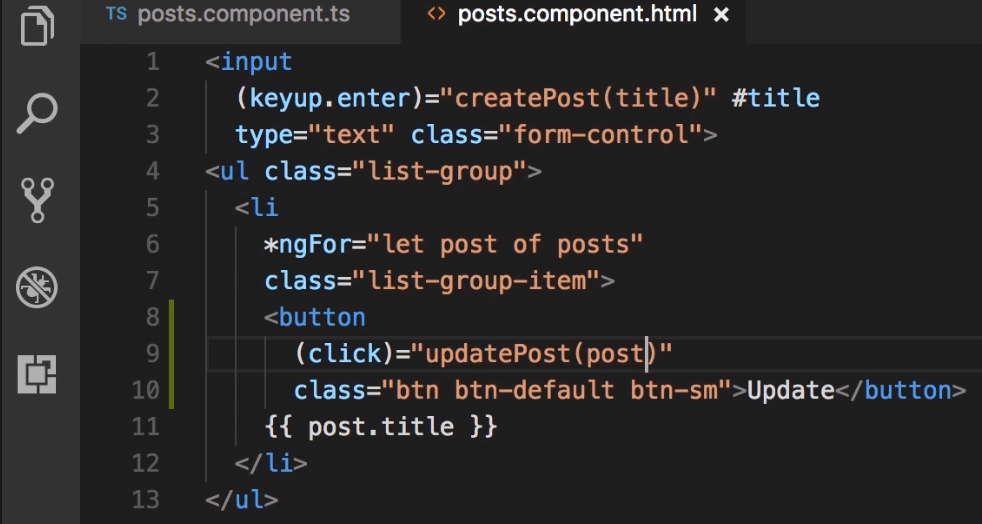 TS posts.component.ts <> posts.component.html ×
1 <input
2 (keyup.enter)="createPost(title)" #title
3 type="text" class="form-control">
4 <ul class="list-group">
5 <li
6 *ngFor="let post of posts"
7 class="list-group-item">
8 <button
9 (click)="updatePost(post)"
10 class="btn btn-default btn-sm">Update</button>
11 {{ post.title }}
12 </li>
13 </ul>